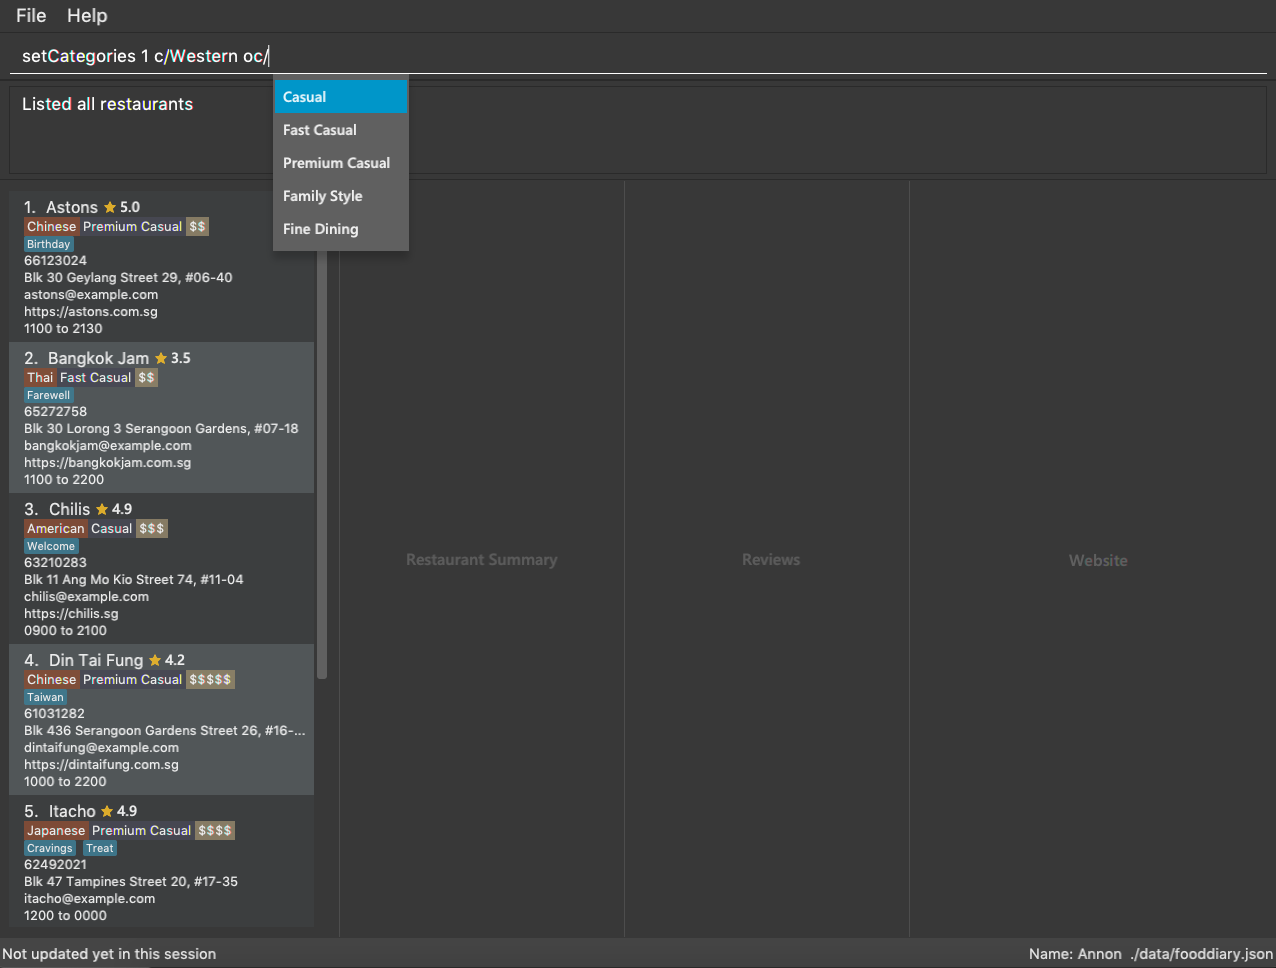 File Help
setCategories 1 c/Western oc/
Casual
Fast Casual
Premium Casual
Family Style
Fine Dining
Listed all restaurants
1. Astons ★ 5.0
Chinese Premium Casual $$
Birthday
66123024
Blk 30 Geylang Street 29, #06-40
astons@example.com
https://astons.com.sg
1100 to 2130
2. Bangkok Jam ★ 3.5
Thai Fast Casual $$
Farewell
65272758
Blk 30 Lorong 3 Serangoon Gardens, #07-18
bangkokjam@example.com
https://bangkokjam.com.sg
1100 to 2200
3. Chilis ★ 4.9
American Casual $$$
Welcome
63210283
Blk 11 Ang Mo Kio Street 74, #11-04
chilis@example.com
https://chilis.sg
0900 to 2100
4. Din Tai Fung ★ 4.2
Chinese Premium Casual $$$$$
Taiwan
61031282
Blk 436 Serangoon Gardens Street 26, #16-...
dintaifung@example.com
https://dintaifung.com.sg
1000 to 2200
5. Itacho ★ 4.9
Japanese Premium Casual $$$$
Cravings Treat
62492021
Blk 47 Tampines Street 20, #17-35
itacho@example.com
1200 to 0000
Restaurant Summary
Reviews
Website
Not updated yet in this session
Name: Annon ./data/fooddiary.json